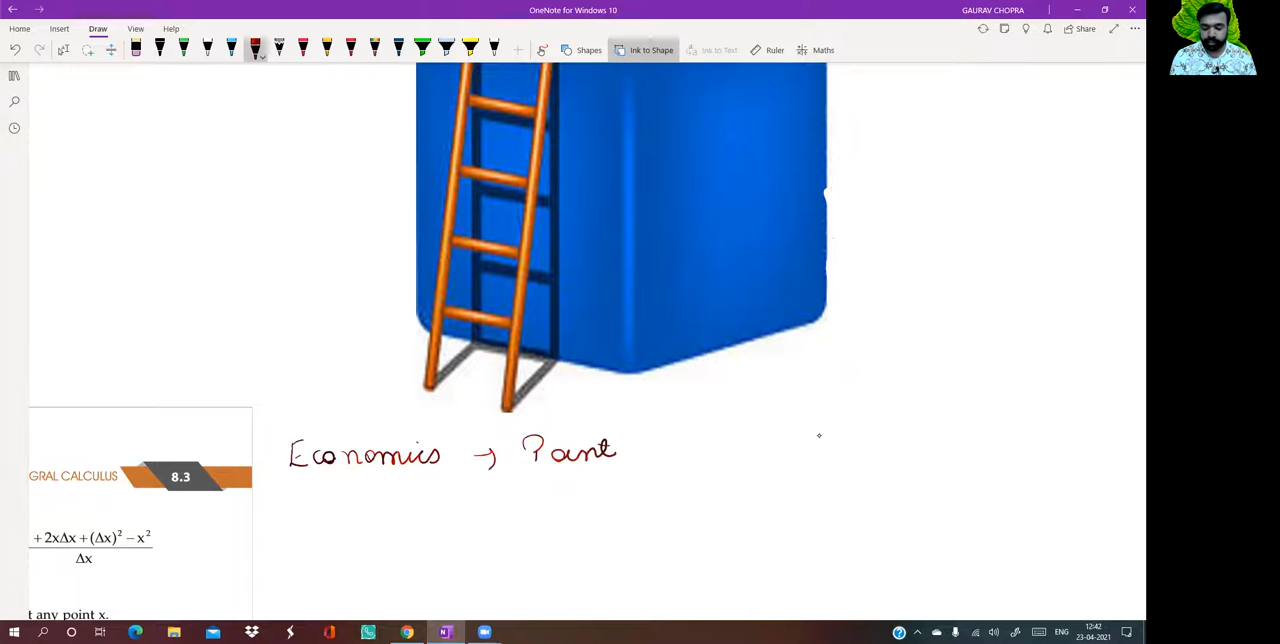 OneNote for Windows 10
GAURAV CHOPRA
Home Insert Draw View Help
Share
Shapes Ink to Shape Ink to Text Ruler Maths
Economics → Point
GRAL CALCULUS 8.3
+ 2xΔx + (Δx)² − x²
Δx
t any point x.
ENG
12:42
23-04-2021